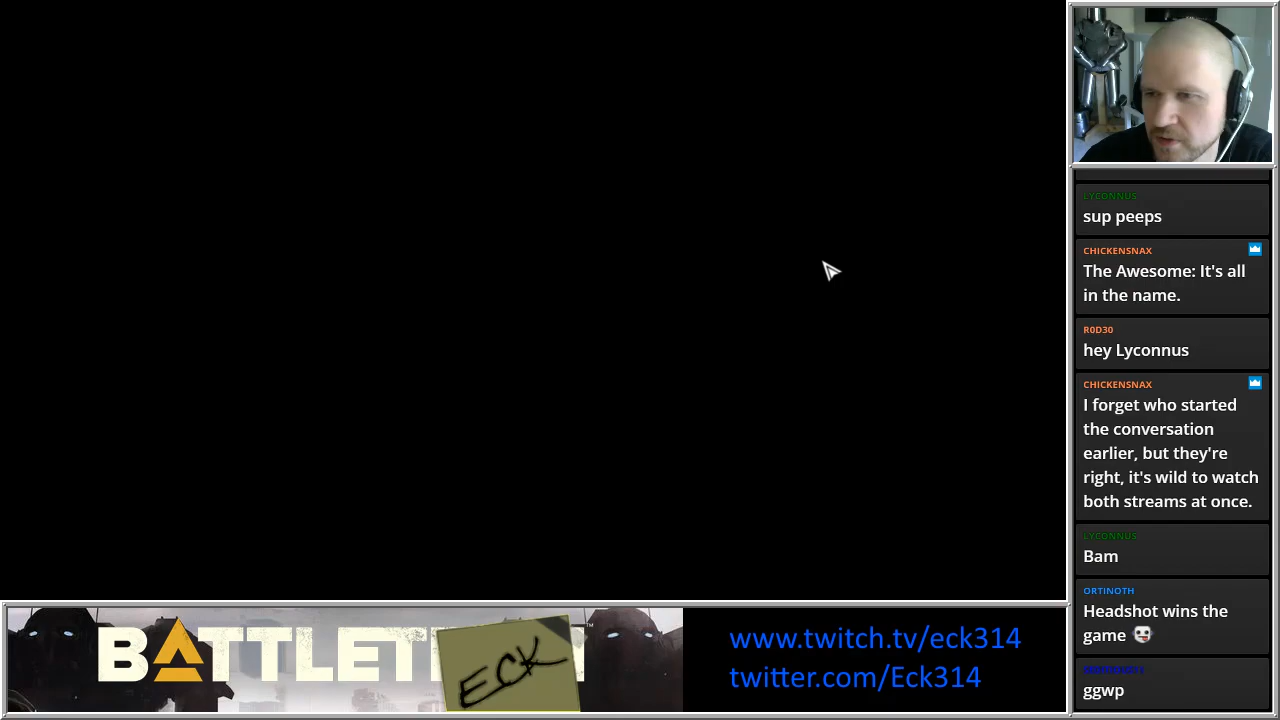 LYCONNUS
sup peeps
CHICKENSNAX
The Awesome: It's all
in the name.
R0D30
hey Lyconnus
CHICKENSNAX
I forget who started
the conversation
earlier, but they're
right, it's wild to watch
both streams at once.
LYCONNUS
Bam
ORTINOTH
Headshot wins the
game
ggwp
ECK
www.twitch.tv/eck314
twitter.com/Eck314